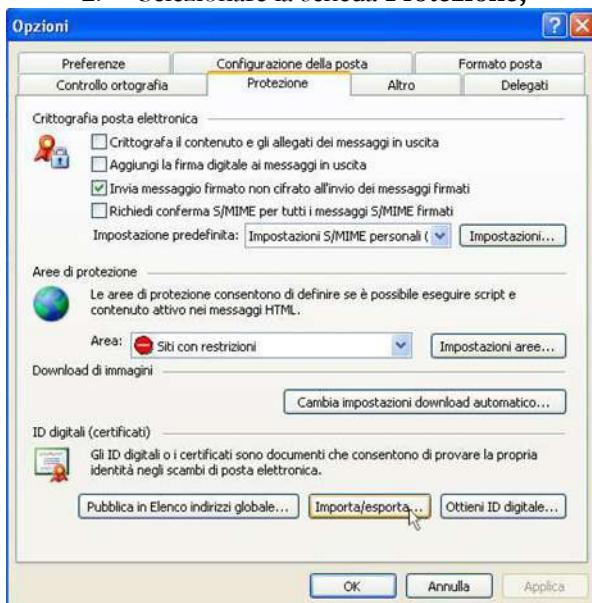 2. Selezionare la scheda Protezione,
Opzioni
Preferenze Configurazione della posta Formato posta
Controllo ortografia Protezione Altro Delegati
Crittografia posta elettronica
Crittografa il contenuto e gli allegati dei messaggi in uscita
Aggiungi la firma digitale ai messaggi in uscita
Invia messaggio firmato non cifrato all'invio dei messaggi firmati
Richiedi conferma S/MIME per tutti i messaggi S/MIME firmati
Impostazione predefinita: Impostazioni S/MIME personali ( Impostazioni...
Aree di protezione
Le aree di protezione consentono di definire se è possibile eseguire script e
contenuto attivo nei messaggi HTML.
Area: Siti con restrizioni Impostazioni aree...
Download di immagini
Cambia impostazioni download automatico...
ID digitali (certificati)
Gli ID digitali o i certificati sono documenti che consentono di provare la propria
identità negli scambi di posta elettronica.
Pubblica in Elenco indirizzi globale... Importa/esporta... Ottieni ID digitale...
OK Annulla Applica